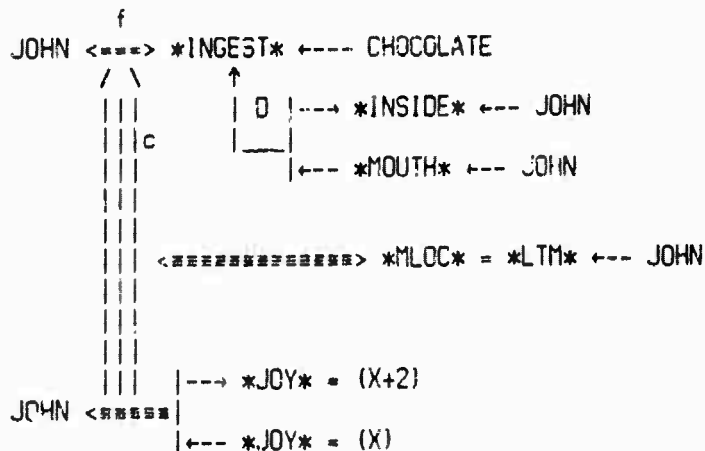 f
JOHN <===> *INGEST* ←--- CHOCOLATE
O ---→ *INSIDE* ←--- JOHN
c
←--- *MOUTH* ←--- JOHN
<============> *MLOC* = *LTM* ←--- JOHN
---→ *JOY* = (X+2)
JOHN <=====
←--- *JOY* = (X)